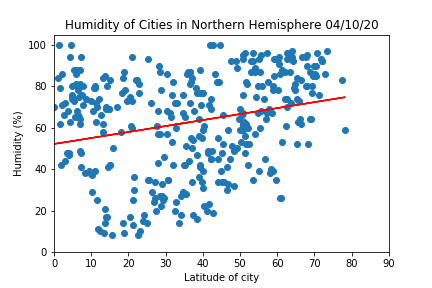 Humidity of Cities in Northern Hemisphere 04/10/20
100
80
60
40
20
0
Humidity (%)
0 10 20 30 40 50 60 70 80 90
Latitude of city